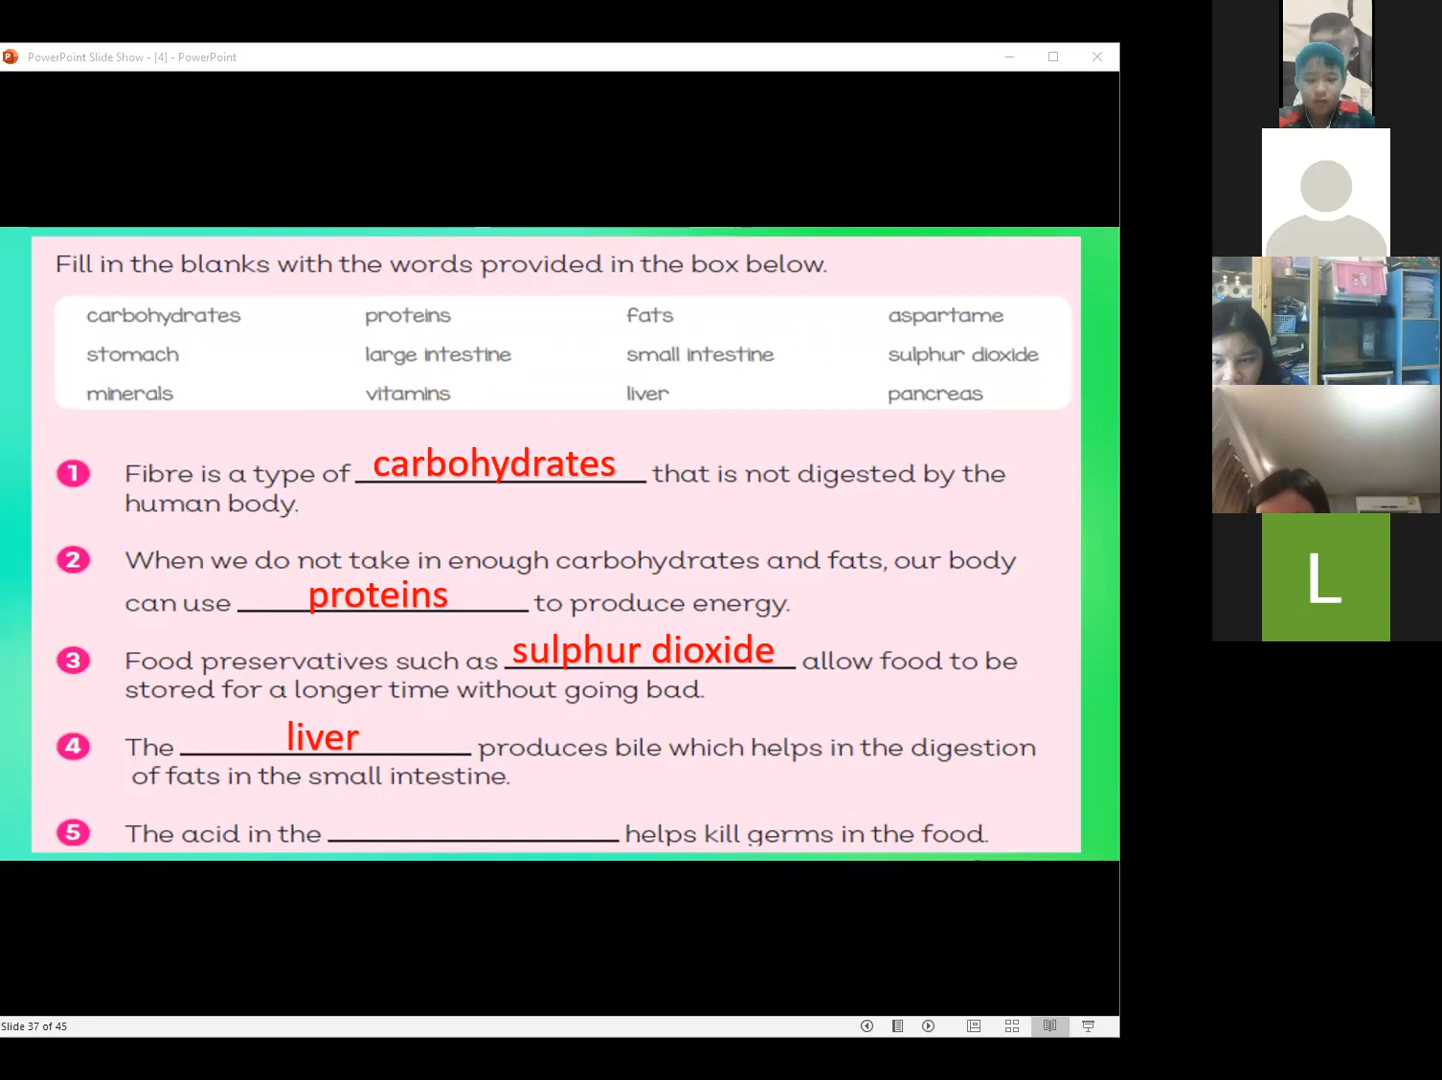 PowerPoint Slide Show - [4] - PowerPoint
Fill in the blanks with the words provided in the box below.
carbohydrates proteins fats aspartame
stomach large intestine small intestine sulphur dioxide
minerals vitamins liver pancreas
1 Fibre is a type of carbohydrates that is not digested by the
human body.
2 When we do not take in enough carbohydrates and fats, our body
can use proteins to produce energy.
3 Food preservatives such as sulphur dioxide allow food to be
stored for a longer time without going bad.
4 The liver produces bile which helps in the digestion
of fats in the small intestine.
5 The acid in the ____________ helps kill germs in the food.
Slide 37 of 45
L